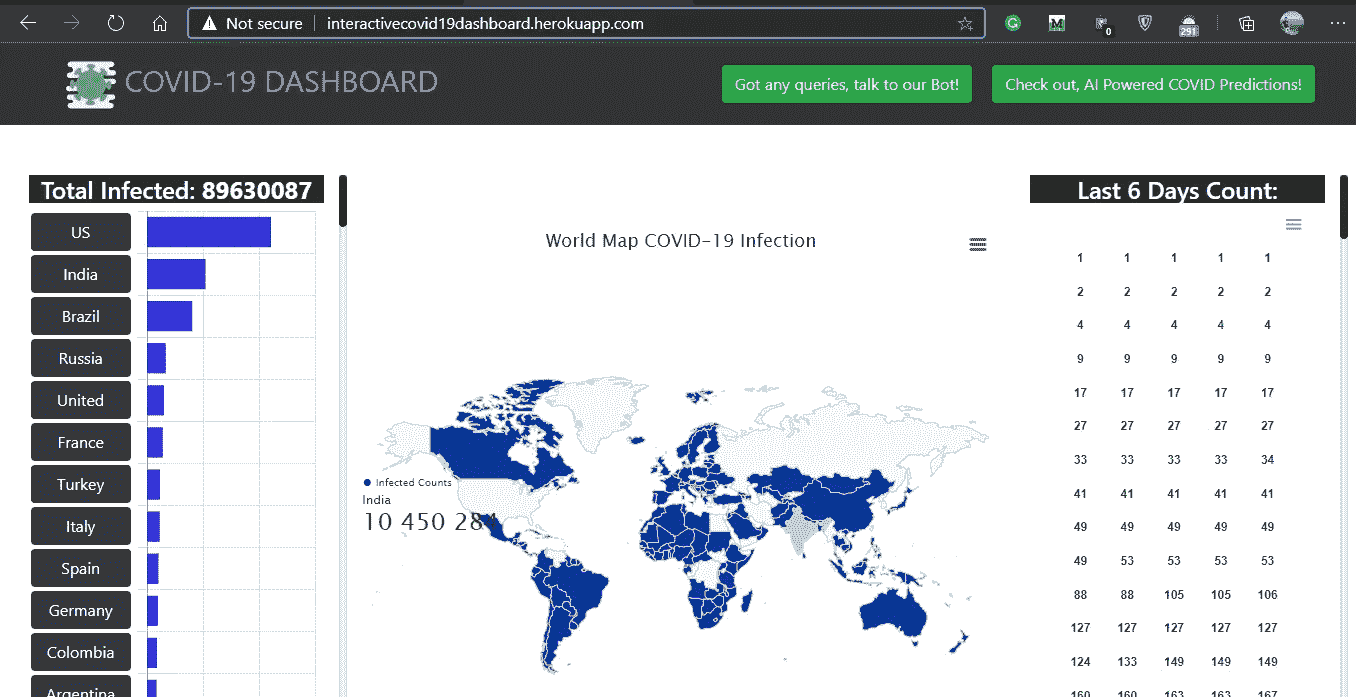 Not secure interactivecovid19dashboard.herokuapp.com
0
291
COVID-19 DASHBOARD
Got any queries, talk to our Bot!
Check out, AI Powered COVID Predictions!
Total Infected: 89630087
US
India
Brazil
Russia
United
France
Turkey
Italy
Spain
Germany
Colombia
Argentina
World Map COVID-19 Infection
Infected Counts
India
10 450 284
Last 6 Days Count:
1 1 1 1 1
2 2 2 2 2
4 4 4 4 4
9 9 9 9 9
17 17 17 17 17
27 27 27 27 27
33 33 33 33 34
41 41 41 41 41
49 49 49 49 49
49 53 53 53 53
88 88 105 105 106
127 127 127 127 127
124 133 149 149 149
160 160 163 163 167